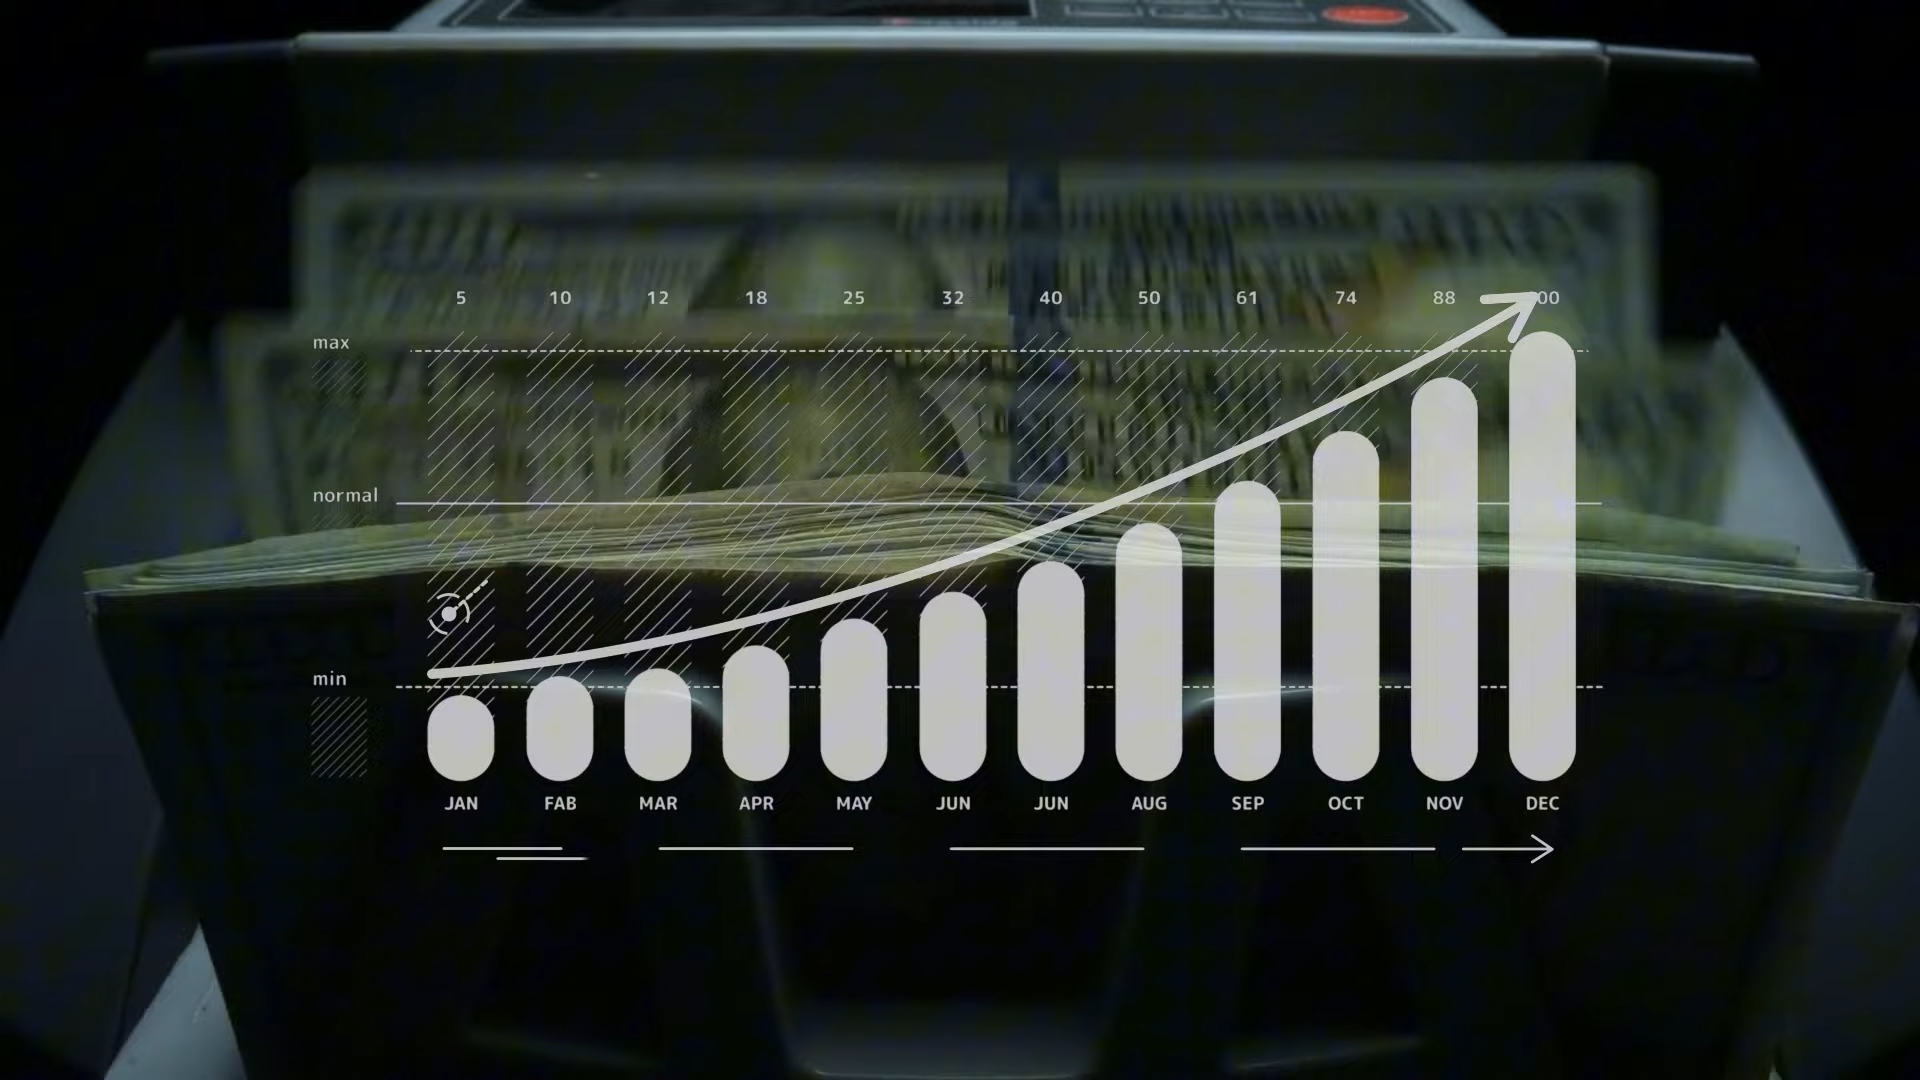 5 10 12 18 25 32 40 50 61 74 88 00
max
normal
min
JAN FAB MAR APR MAY JUN JUN AUG SEP OCT NOV DEC